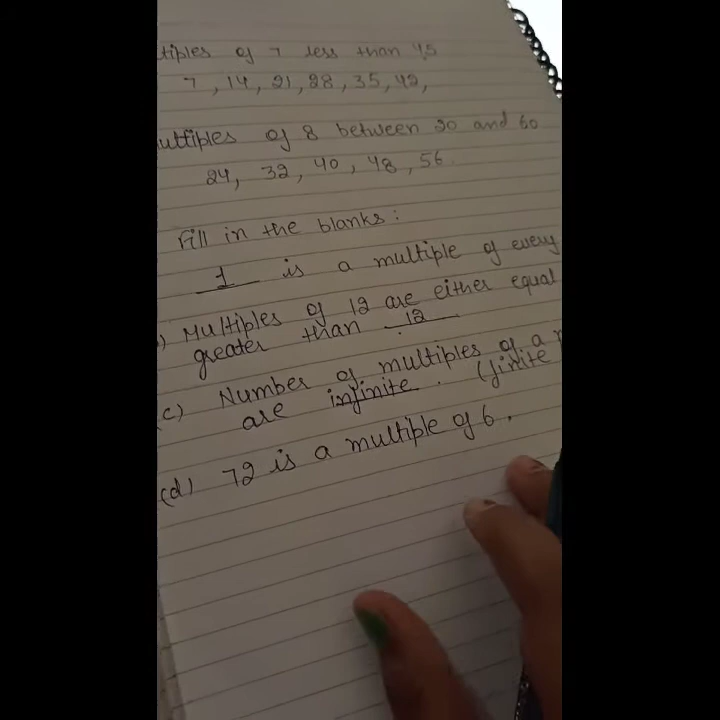 tiples of 7 less than 45
7, 14, 21, 28, 35, 42,
ultiples of 8 between 20 and 60
24, 32, 40, 48, 56.
Fill in the blanks:
1 is a multiple of every
) Multiples of 12 are either equal
greater than 12
(c) Number of multiples of a
are infinite. (finite
(d) 72 is a multiple of 6.